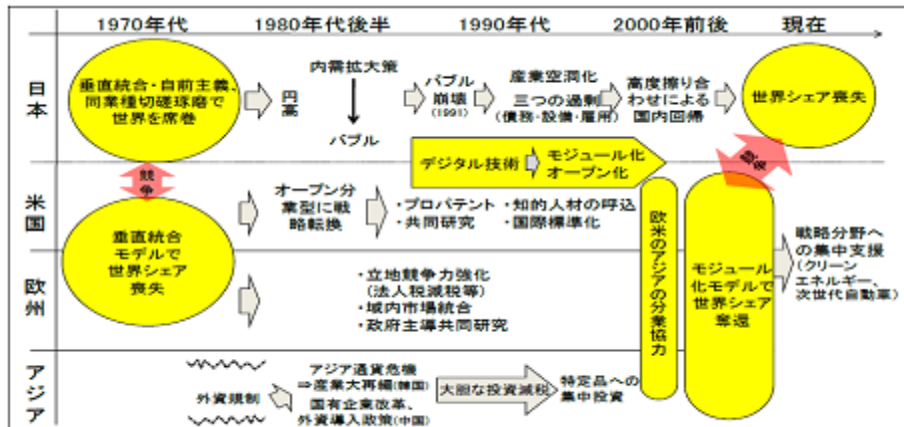 1970年代
1980年代後半
1990年代
2000年前後
現在
日本
垂直統合・自前主義、
同業種切磋琢磨で
世界を席巻
円高
内需拡大策
バブル
バブル
崩壊
(1991)
産業空洞化
三つの過剰
(債務・設備・雇用)
高度擦り合
わせによる
国内回帰
世界シェア喪失
競争
デジタル技術
モジュール化
オープン化
競争
米国
オープン分
業型に戦
略転換
・プロパテント
・共同研究
・知的人材の呼込
・国際標準化
欧州
垂直統合
モデルで
世界シェア
喪失
・立地競争力強化
(法人税減税等)
・域内市場統合
・政府主導共同研究
欧米のアジアの分業協力
モジュール
化モデルで
世界シェア
奪還
戦略分野へ
の集中支援
(クリーン
エネルギー、
次世代自動車)
アジア
外資規制
アジア通貨危機
⇒産業大再編(韓国)
国有企業改革、
外資導入政策(中国)
大胆な投資減税
特定品への
集中投資